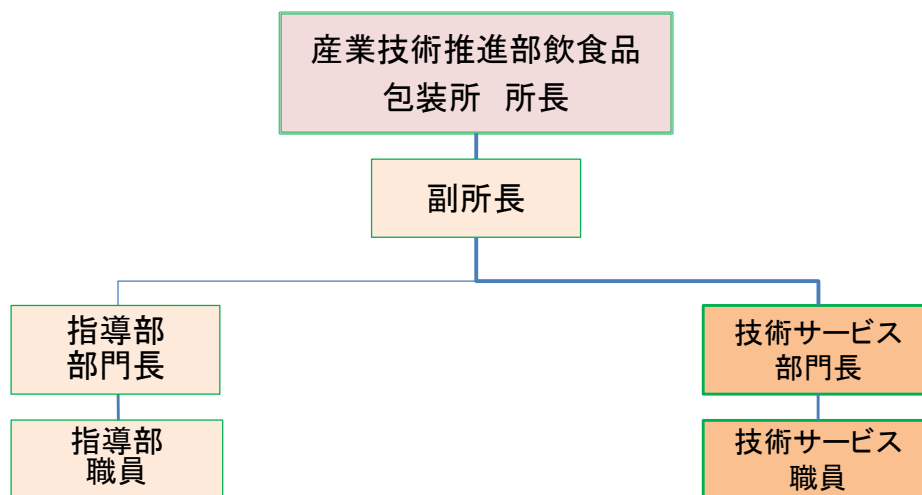 産業技術推進部飲食品
包装所　所長
副所長
指導部
部門長
技術サービス
部門長
指導部
職員
技術サービス
職員